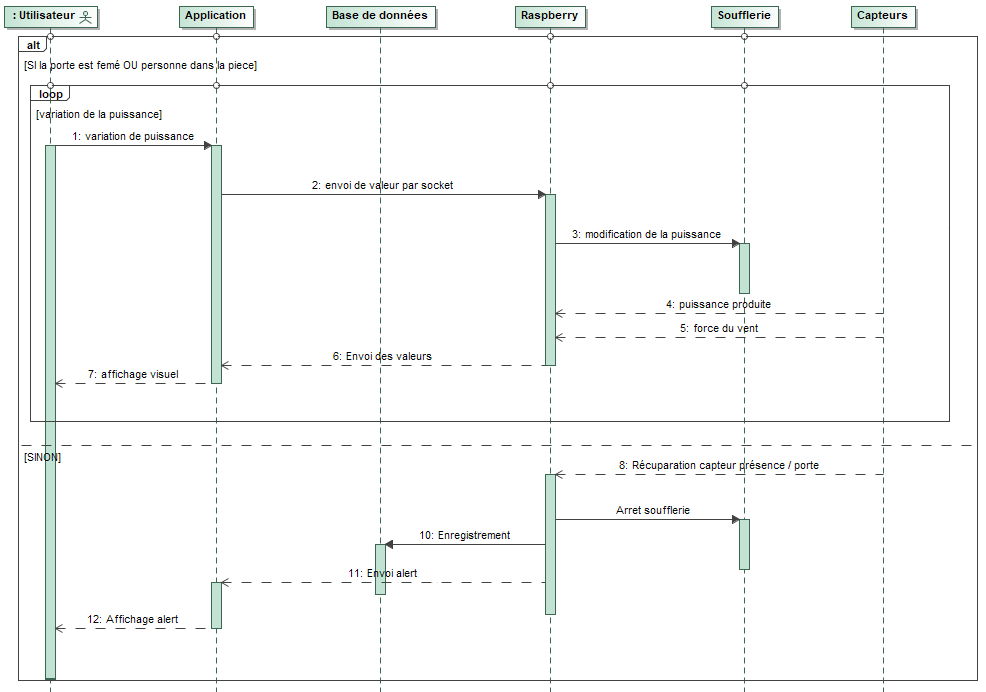 : Utilisateur
Application
Base de données
Raspberry
Soufflerie
Capteurs
alt
[SI la porte est femé OU personne dans la piece]
loop
[variation de la puissance]
1: variation de puissance
2: envoi de valeur par socket
3: modification de la puissance
4: puissance produite
5: force du vent
6: Envoi des valeurs
7: affichage visuel
[SINON]
8: Récuparation capteur présence / porte
Arret soufflerie
10: Enregistrement
11: Envoi alert
12: Affichage alert